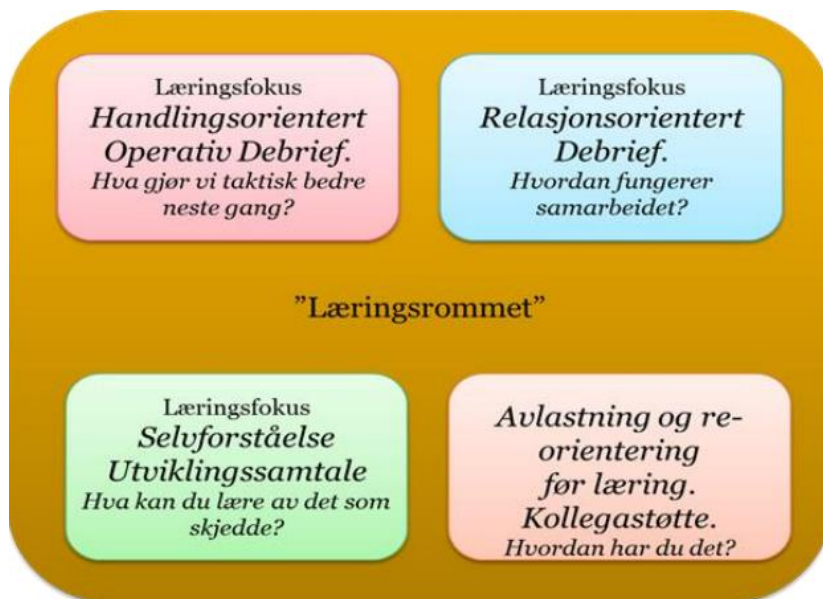 Læringsfokus
Handlingsorientert
Operativ Debrief.
Hva gjør vi taktisk bedre
neste gang?
Læringsfokus
Relasjonsorientert
Debrief.
Hvordan fungerer
samarbeidet?
”Læringsrommet”
Læringsfokus
Selvforståelse
Utviklingssamtale
Hva kan du lære av det som
skjedde?
Avlastning og re-
orientering
før læring.
Kollegastøtte.
Hvordan har du det?